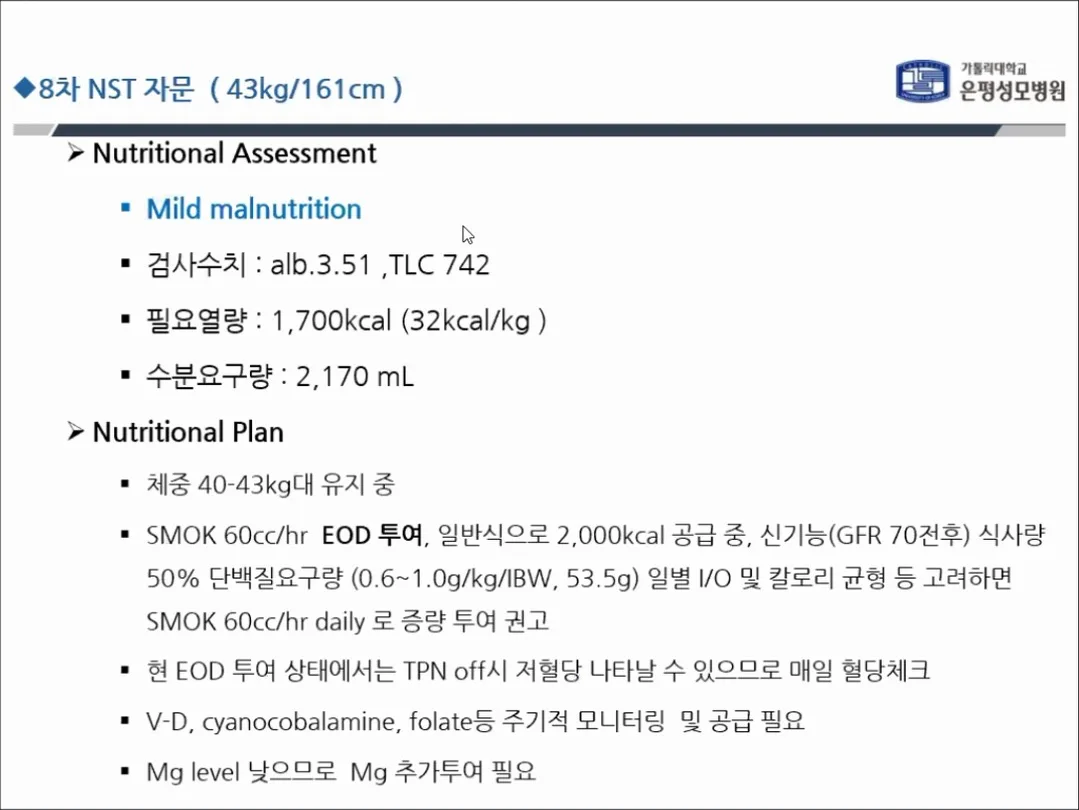 ◆8차 NST 자문 ( 43kg/161cm )
가톨릭대학교
은평성모병원
➢ Nutritional Assessment
▪ Mild malnutrition
▪ 검사수치 : alb.3.51 ,TLC 742
▪ 필요열량 : 1,700kcal (32kcal/kg )
▪ 수분요구량 : 2,170 mL
➢ Nutritional Plan
▪ 체중 40-43kg대 유지 중
▪ SMOK 60cc/hr EOD 투여, 일반식으로 2,000kcal 공급 중, 신기능(GFR 70전후) 식사량
50% 단백질요구량 (0.6~1.0g/kg/IBW, 53.5g) 일별 I/O 및 칼로리 균형 등 고려하면
SMOK 60cc/hr daily 로 증량 투여 권고
▪ 현 EOD 투여 상태에서는 TPN off시 저혈당 나타날 수 있으므로 매일 혈당체크
▪ V-D, cyanocobalamine, folate등 주기적 모니터링 및 공급 필요
▪ Mg level 낮으므로 Mg 추가투여 필요